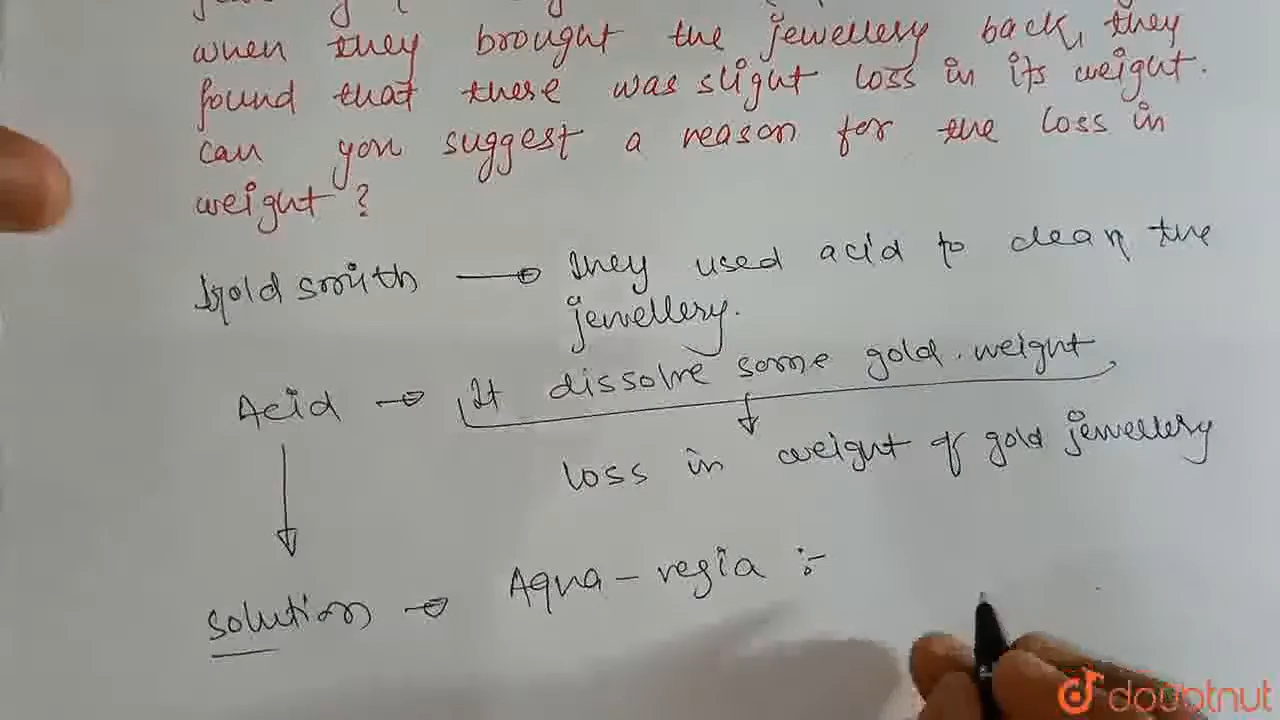 when they brought the jewellery back, they
found that there was slight loss in its weight.
can you suggest a reason for the loss in
weight?
Gold smith → They used acid to clean the
jewellery.
Acid → It dissolve some gold. weight
loss in weight of gold jewellery
solution → Aqua-regia :-
doubtnut